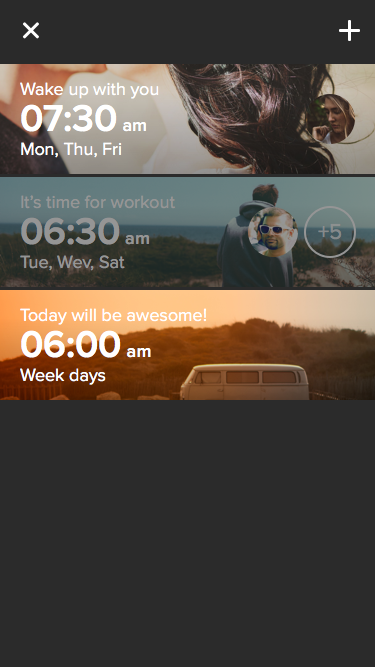 Wake up with you
07:30 am
Mon, Thu, Fri
It's time for workout
06:30 am
Tue, Wev, Sat
+5
Today will be awesome!
06:00 am
Week days